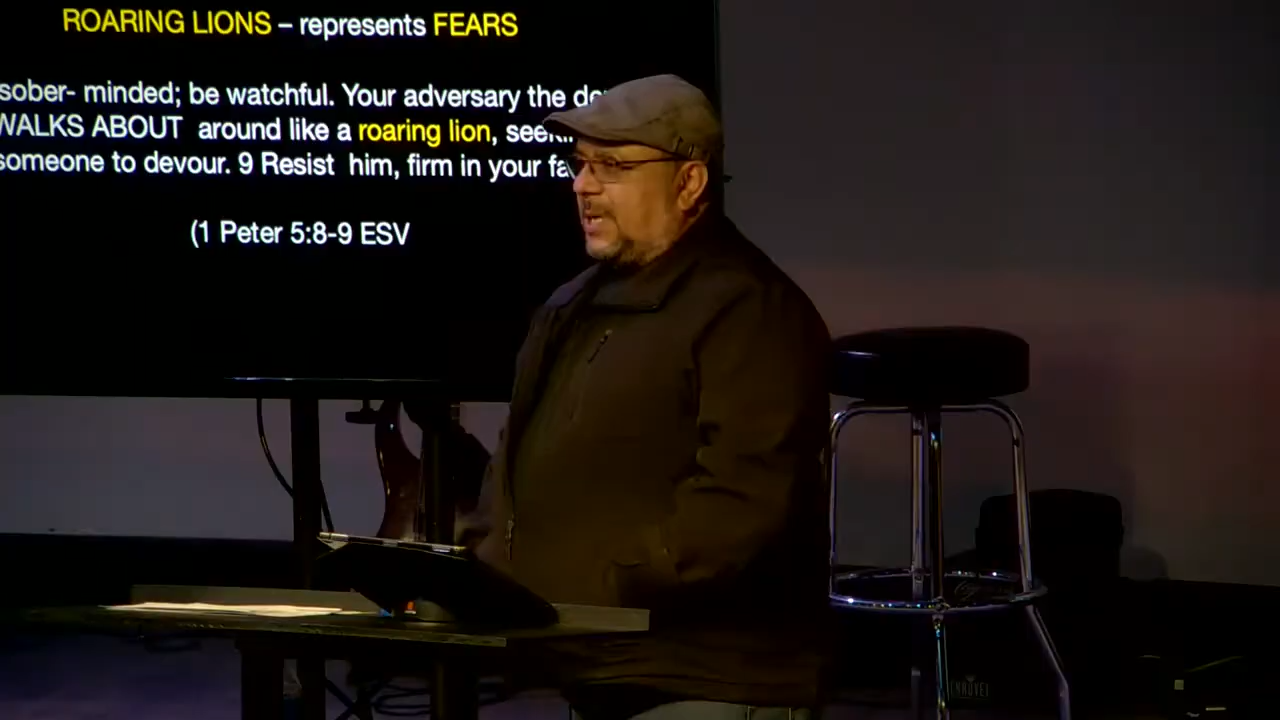 ROARING LIONS – represents FEARS
sober- minded; be watchful. Your adversary the
WALKS ABOUT around like a roaring lion,
someone to devour. 9 Resist him, firm in your
(1 Peter 5:8-9 ESV